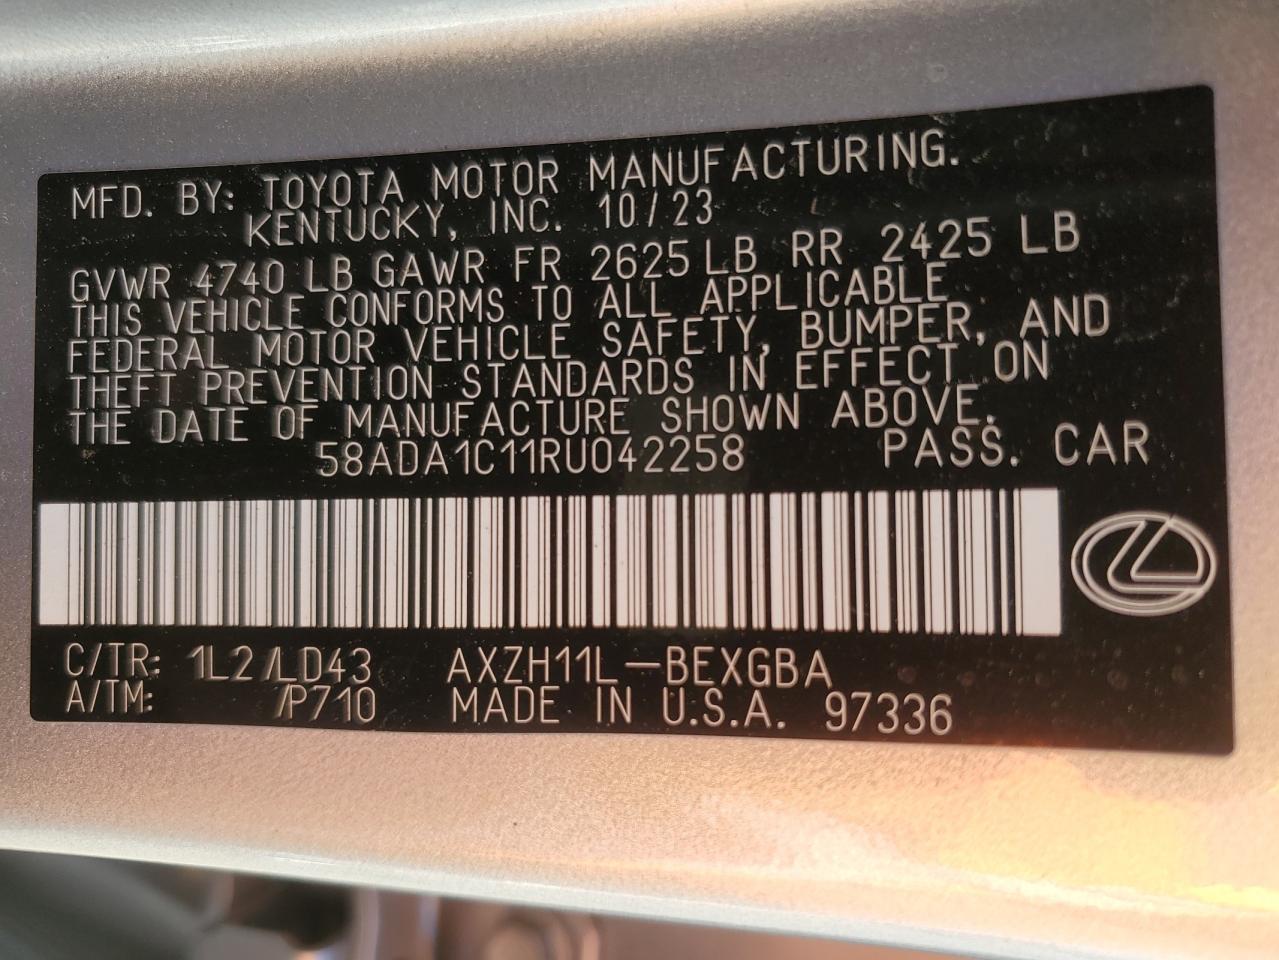 MFD. BY: TOYOTA MOTOR MANUFACTURING.
KENTUCKY, INC. 10/23
GVWR 4740 LB GAWR FR 2625 LB RR 2425 LB
THIS VEHICLE CONFORMS TO ALL APPLICABLE
FEDERAL MOTOR VEHICLE SAFETY, BUMPER, AND
THEFT PREVENTION STANDARDS IN EFFECT ON
THE DATE OF MANUFACTURE SHOWN ABOVE.
58ADA1C11RU042258 PASS. CAR
C/TR: 1L2/LD43 AXZH11L-BEXGBA
A/TM: /P710 MADE IN U.S.A. 97336